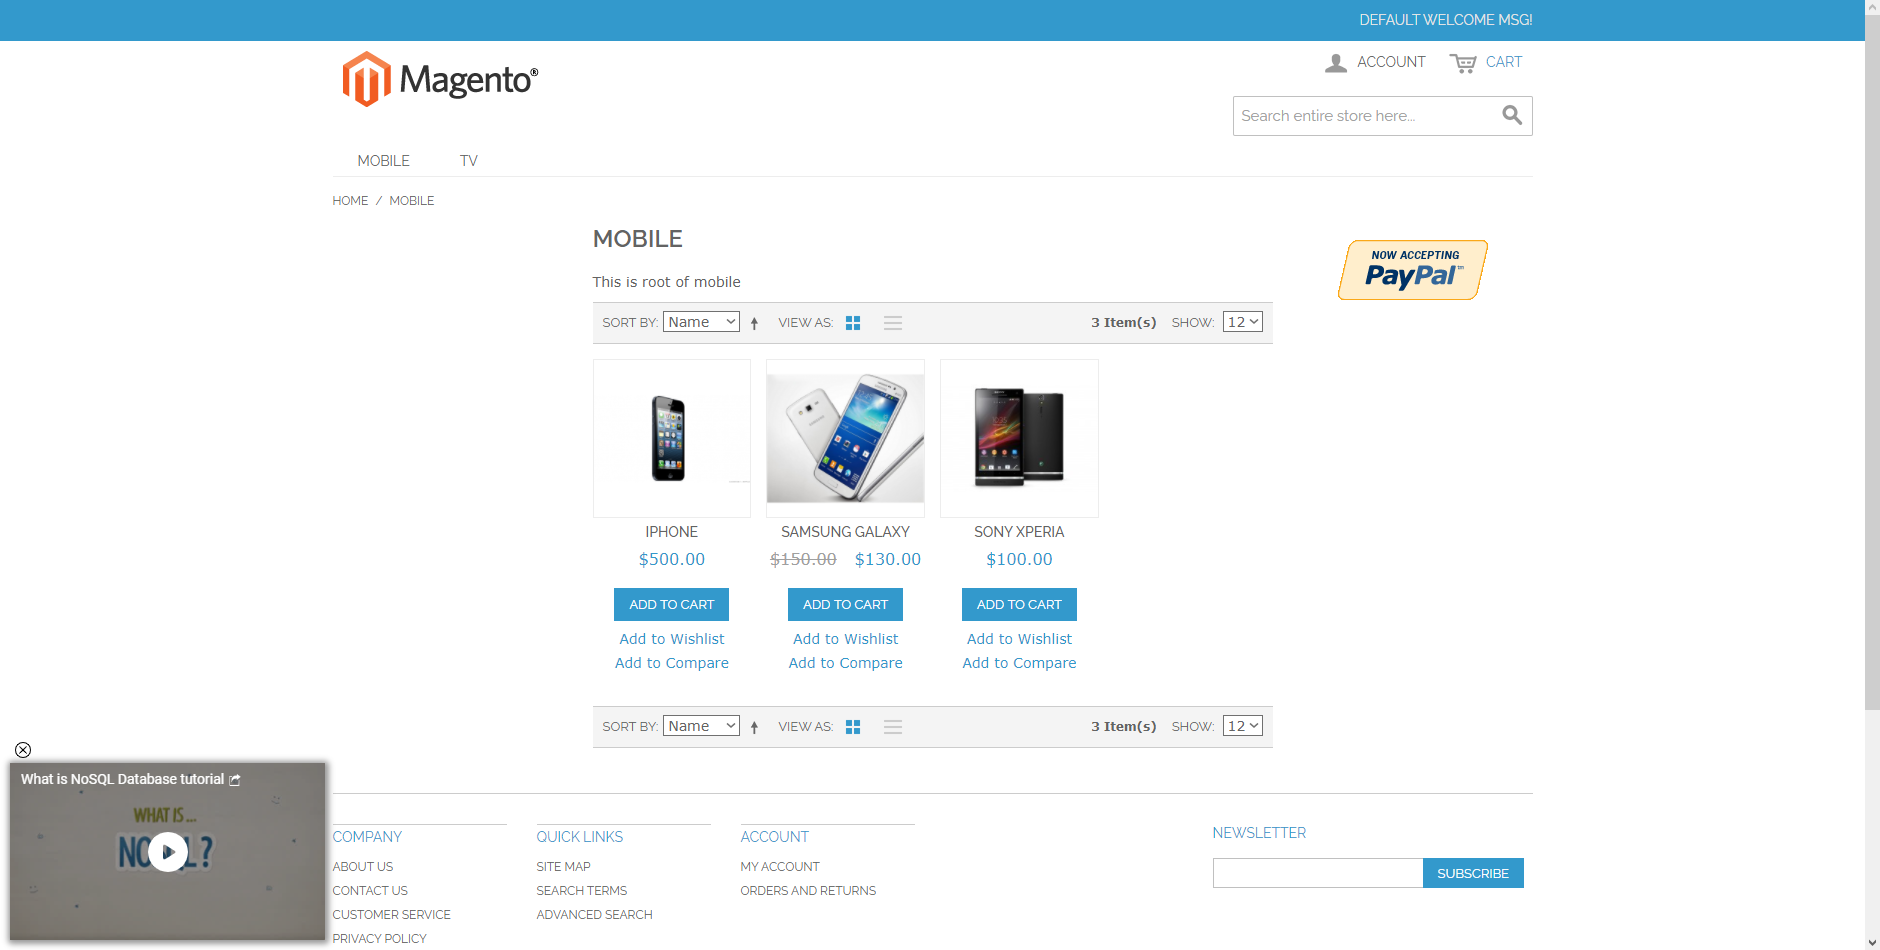 DEFAULT WELCOME MSG!
Magento®
ACCOUNT CART
Search entire store here...
MOBILE TV
HOME / MOBILE
MOBILE
NOW ACCEPTING
PayPal™
This is root of mobile
SORT BY: Name VIEW AS: 3 Item(s) SHOW: 12
IPHONE SAMSUNG GALAXY SONY XPERIA
$500.00 $150.00 $130.00 $100.00
ADD TO CART ADD TO CART ADD TO CART
Add to Wishlist Add to Wishlist Add to Wishlist
Add to Compare Add to Compare Add to Compare
SORT BY: Name VIEW AS: 3 Item(s) SHOW: 12
What is NoSQL Database tutorial
WHAT IS...
NOSQL?
COMPANY
ABOUT US
CONTACT US
CUSTOMER SERVICE
PRIVACY POLICY
QUICK LINKS
SITE MAP
SEARCH TERMS
ADVANCED SEARCH
ACCOUNT
MY ACCOUNT
ORDERS AND RETURNS
NEWSLETTER
SUBSCRIBE